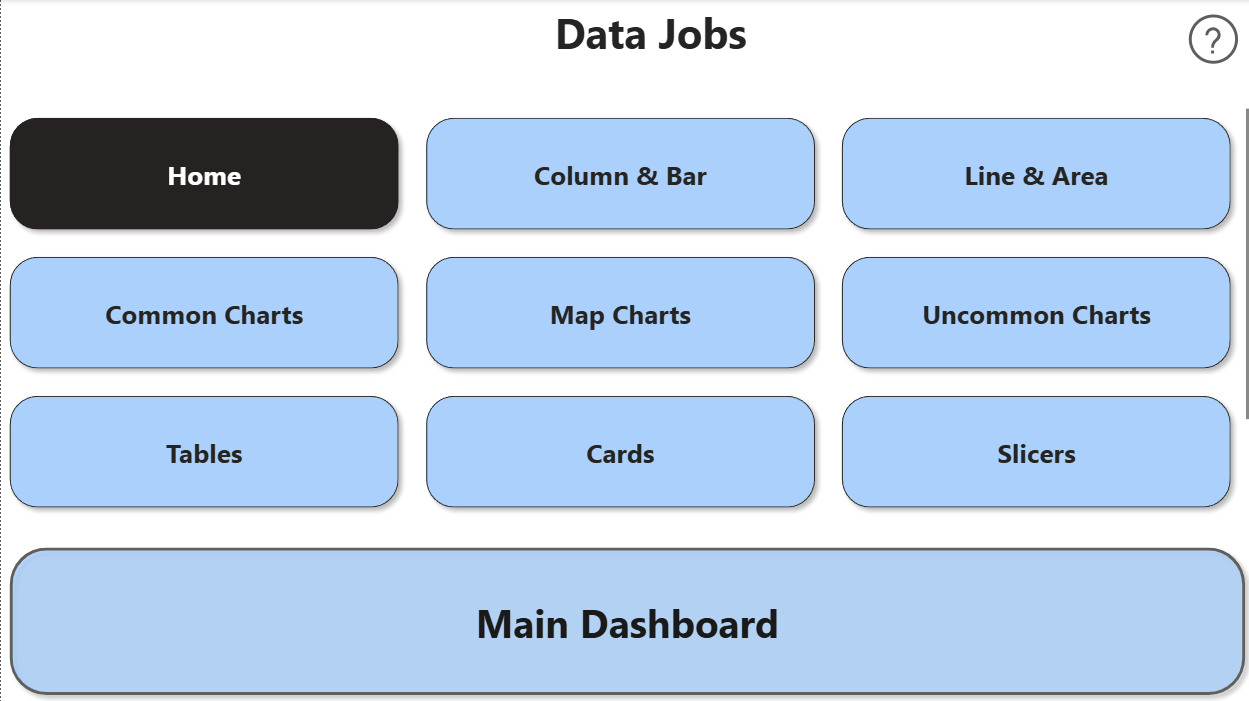 Data Jobs
?
Home
Column & Bar
Line & Area
Common Charts
Map Charts
Uncommon Charts
Tables
Cards
Slicers
Main Dashboard